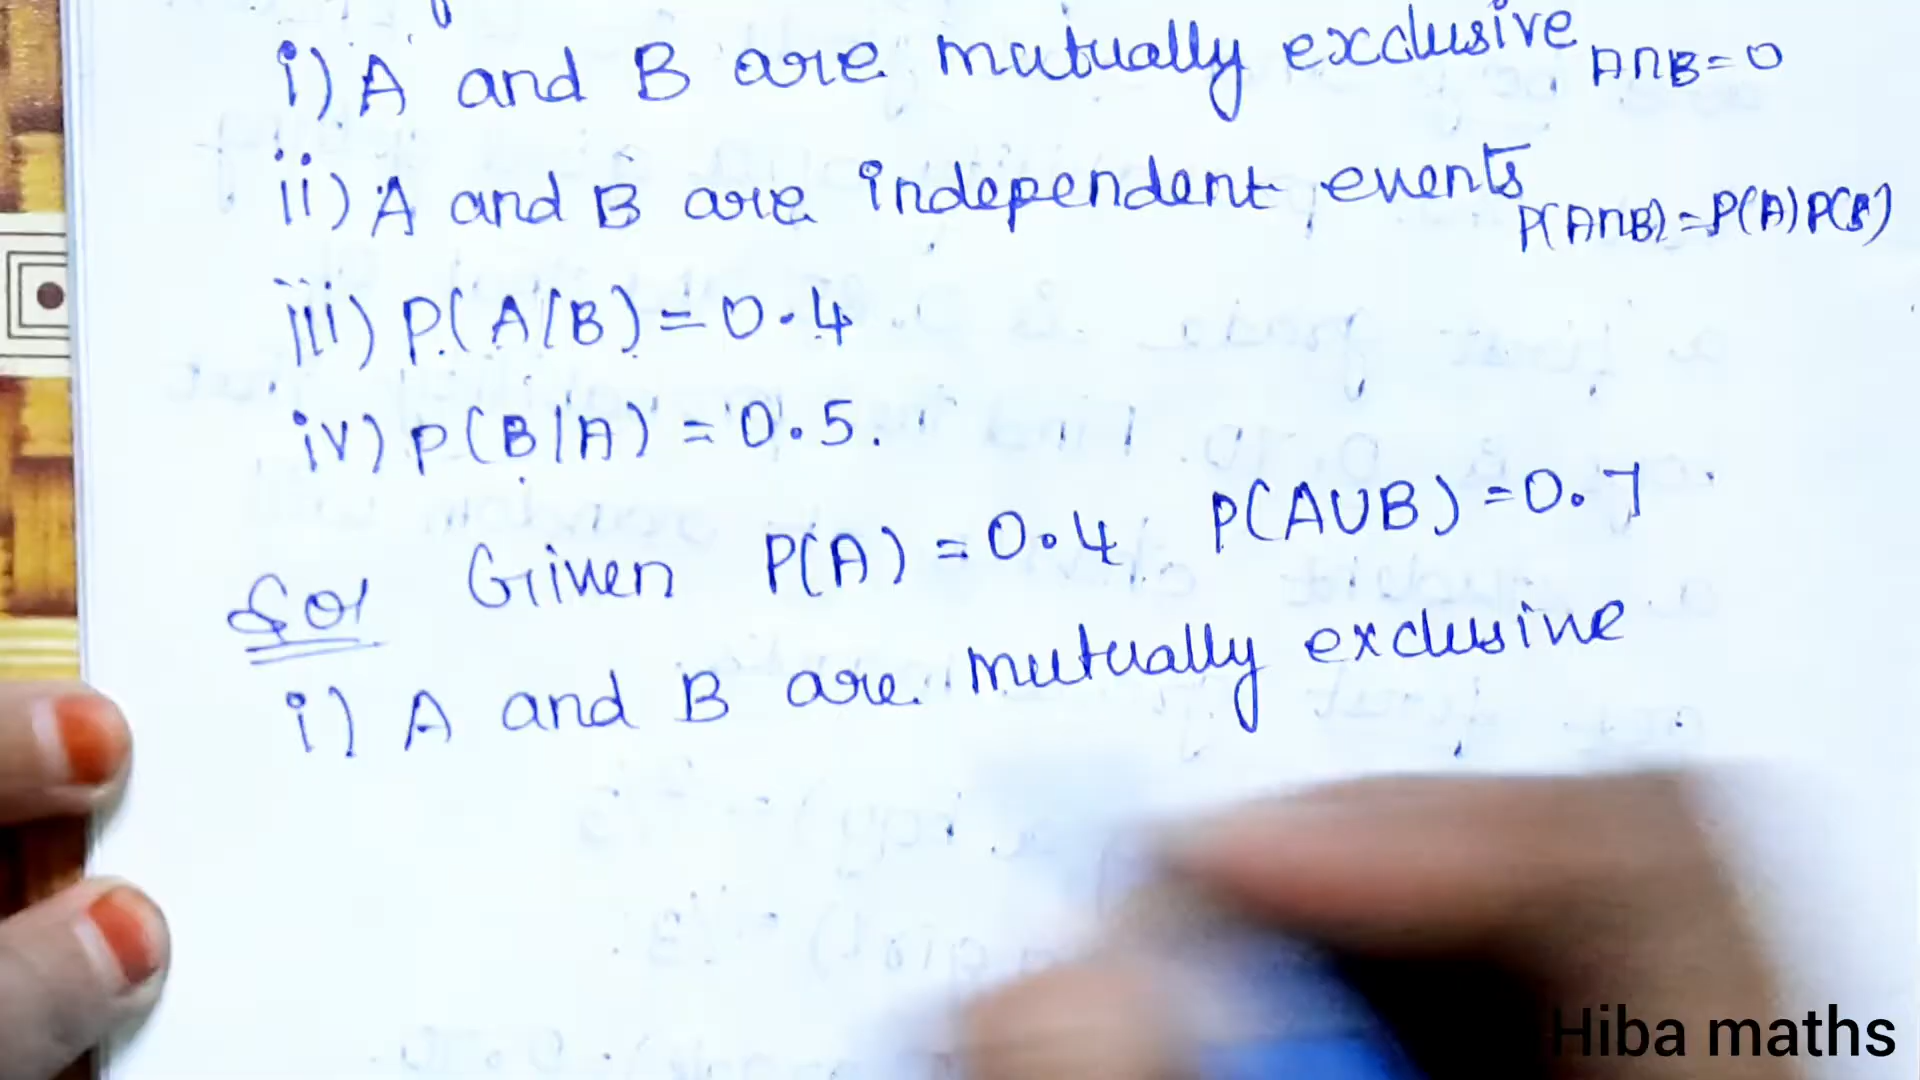 i) A and B are mutually exclusive A∩B=0
ii) A and B are independent events P(A∩B)=P(A)P(B)
iii) P(A/B)=0.4
iv) P(B/A)=0.5.
Sol Given P(A)=0.4 P(AUB)=0.7
i) A and B are mutually exclusive
Hiba maths